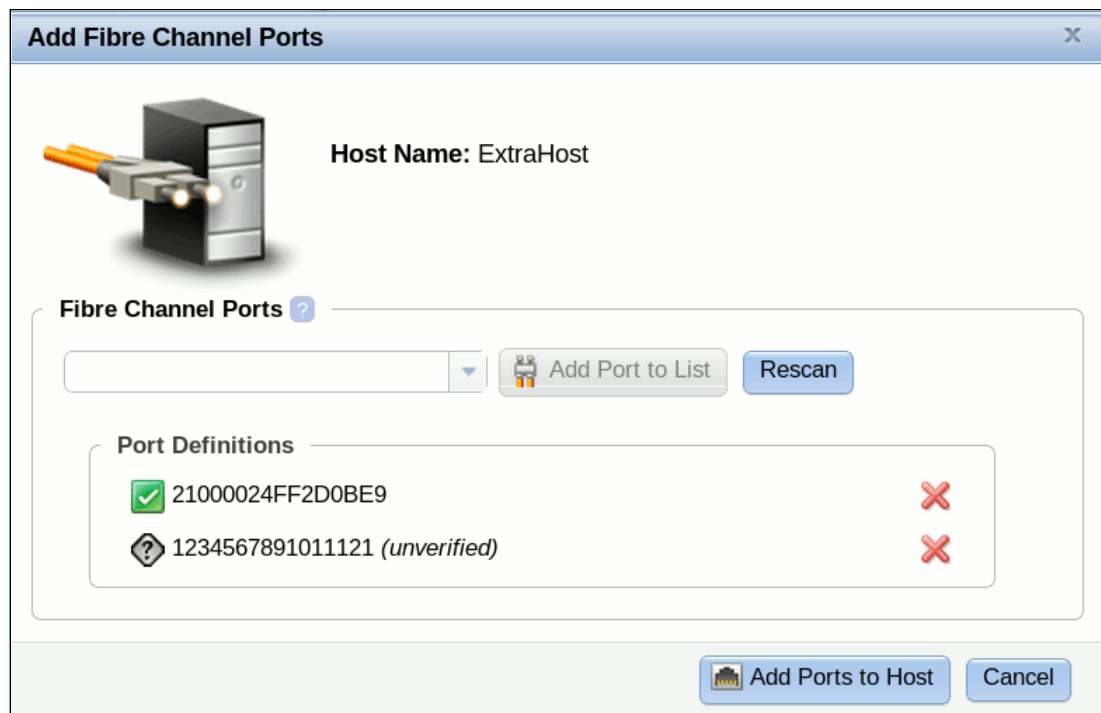 Add Fibre Channel Ports x
Host Name: ExtraHost
Fibre Channel Ports ?
Add Port to List Rescan
Port Definitions
21000024FF2D0BE9
? 1234567891011121 (unverified)
Add Ports to Host Cancel